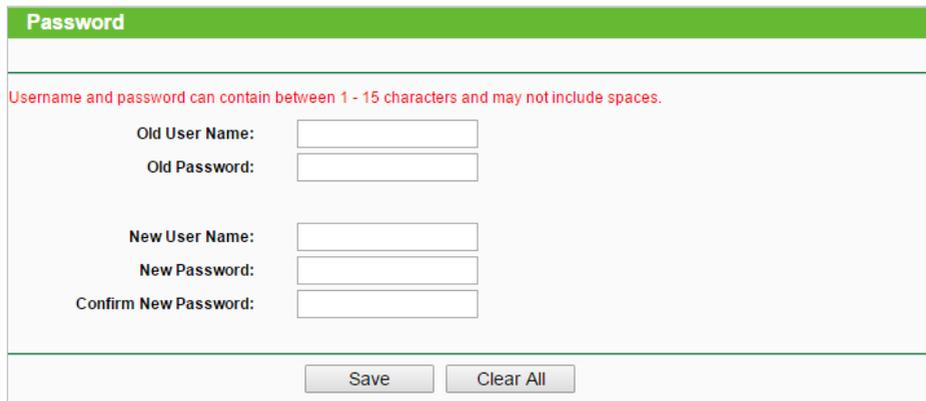 Password
Username and password can contain between 1 - 15 characters and may not include spaces.
Old User Name:
Old Password:
New User Name:
New Password:
Confirm New Password:
Save Clear All